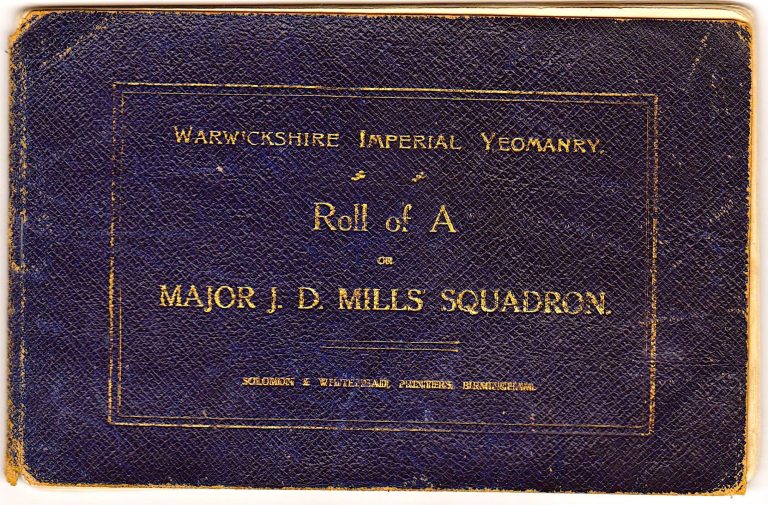 WARWICKSHIRE IMPERIAL YEOMANRY.
Roll of A
OR
MAJOR J. D. MILLS' SQUADRON.
SOLOMON & WHITEHEAD, PRINTERS, BIRMINGHAM.